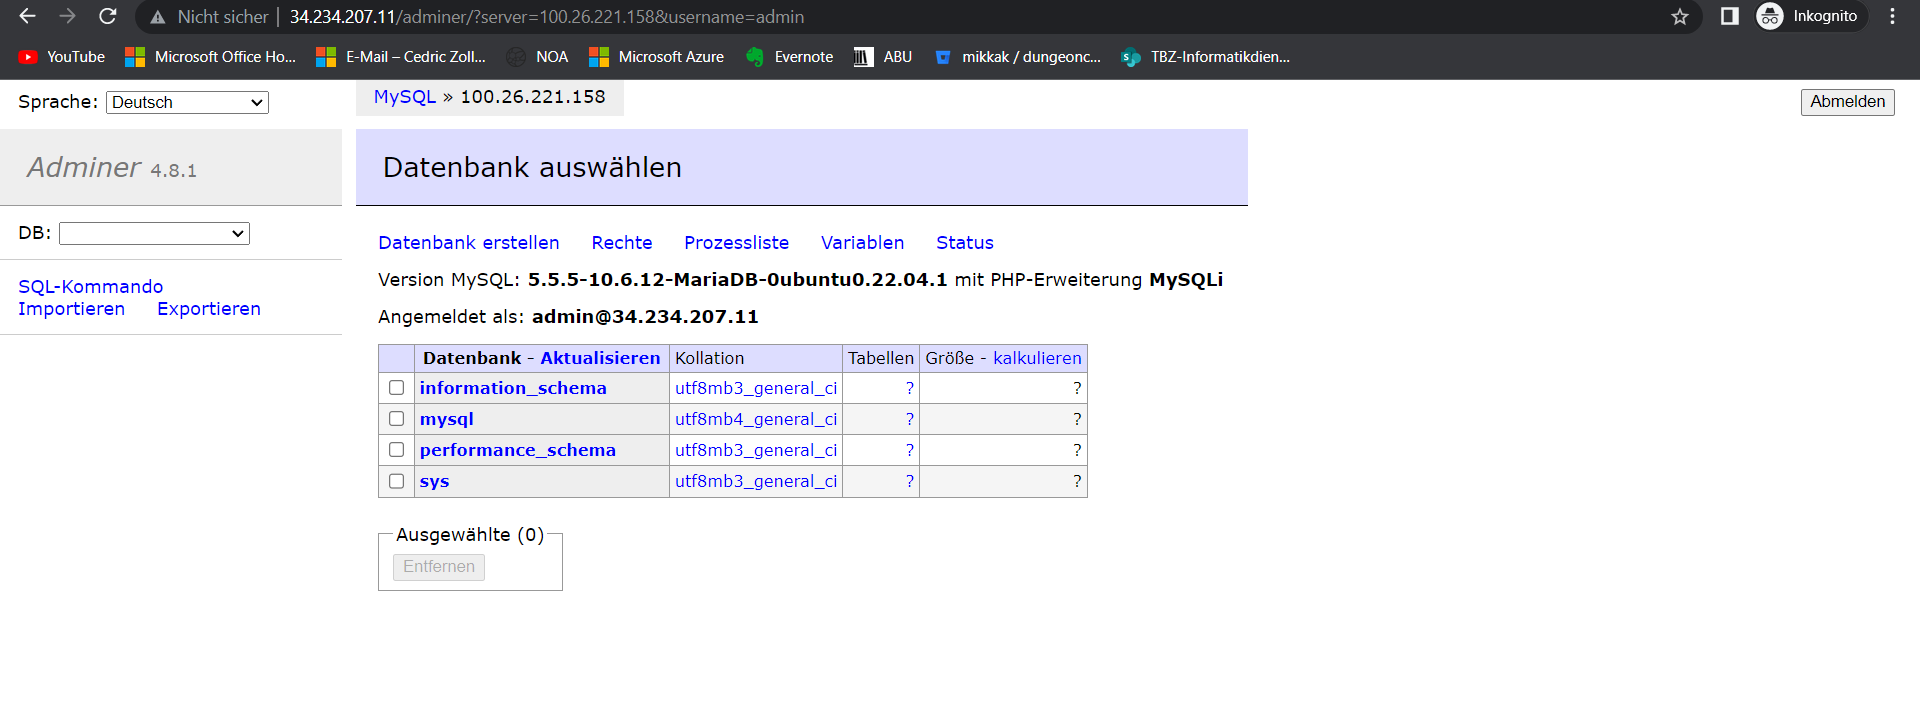 Nicht sicher 34.234.207.11/adminer/?server=100.26.221.158&username=admin Inkognito
YouTube Microsoft Office Ho... E-Mail – Cedric Zoll... NOA Microsoft Azure Evernote ABU mikkak / dungeonc... TBZ-Informatikdien...
Sprache: Deutsch MySQL » 100.26.221.158 Abmelden
Adminer 4.8.1 Datenbank auswählen
DB:
SQL-Kommando
Importieren Exportieren
Datenbank erstellen Rechte Prozessliste Variablen Status
Version MySQL: 5.5.5-10.6.12-MariaDB-0ubuntu0.22.04.1 mit PHP-Erweiterung MySQLi
Angemeldet als: admin@34.234.207.11
Datenbank - Aktualisieren Kollation Tabellen Größe - kalkulieren
information_schema utf8mb3_general_ci ? ?
mysql utf8mb4_general_ci ? ?
performance_schema utf8mb3_general_ci ? ?
sys utf8mb3_general_ci ? ?
Ausgewählte (0)
Entfernen